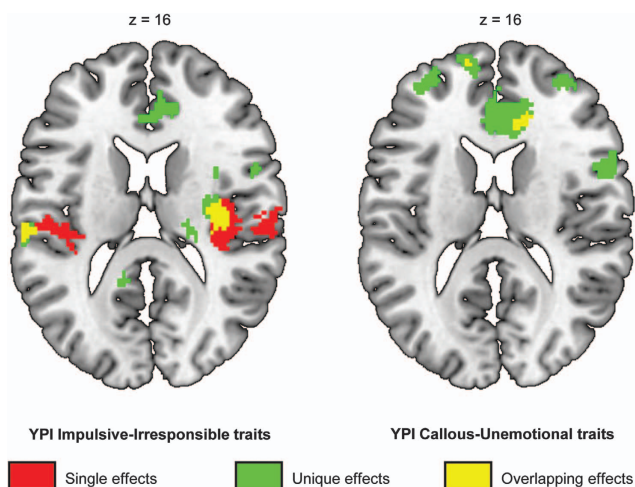 z = 16
z = 16
YPI Impulsive-Irresponsible traits
YPI Callous-Unemotional traits
Single effects
Unique effects
Overlapping effects